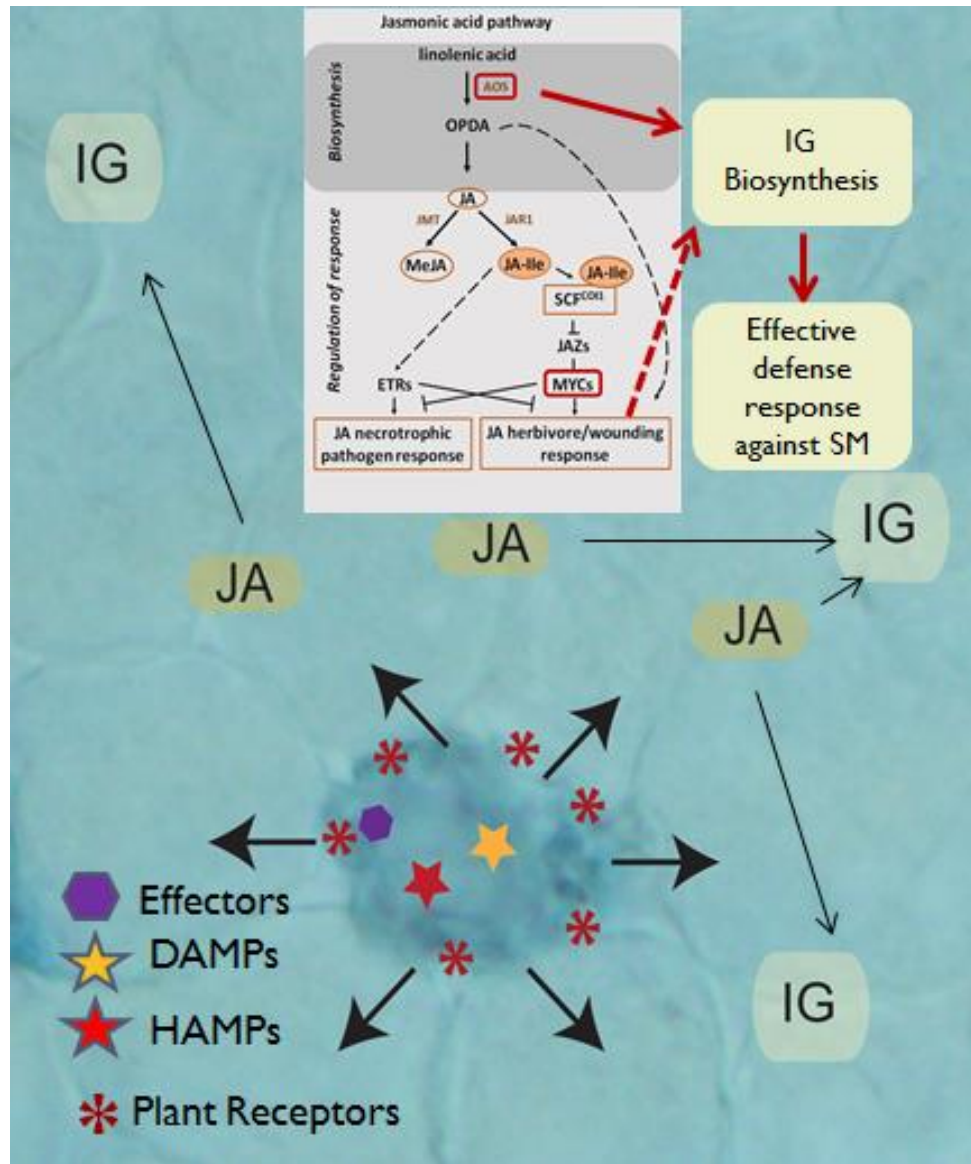 Jasmonic acid pathway
linolenic acid
AOS
OPDA
Biosynthesis
JA
JMT
JAR1
MeJA
JA-Ile
JA-Ile
SCF^COI1
JAZs
Regulation of response
ETRs
MYCs
JA necrotrophic
pathogen response
JA herbivore/wounding
response
IG
Biosynthesis
Effective
defense
response
against SM
IG
JA
JA
IG
JA
IG
Effectors
DAMPs
HAMPs
Plant Receptors